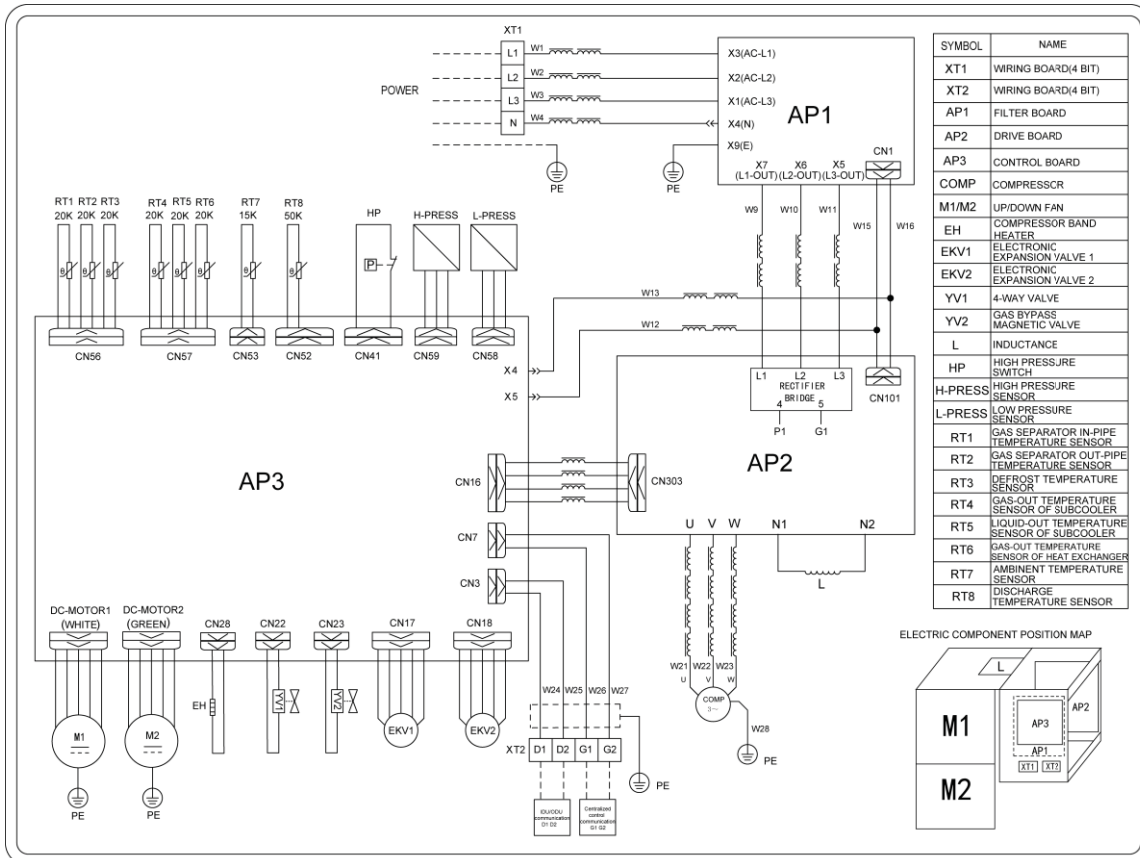 XT1
L1 W1
L2 W2
L3 W3
N W4
POWER
PE
X3(AC-L1)
X2(AC-L2)
X1(AC-L3)
X4(N)
X9(E)
AP1
CN1
X7 X6 X5
(L1-OUT) (L2-OUT) (L3-OUT)
PE
W9 W10 W11 W15 W16
RT1 RT2 RT3 RT4 RT5 RT6 RT7 RT8 HP H-PRESS L-PRESS
20K 20K 20K 20K 20K 20K 15K 50K
θ θ θ θ θ θ θ θ P
CN56 CN57 CN53 CN52 CN41 CN59 CN58
W13
W12
X4
X5
L1 L2 L3
RECTIFIER
BRIDGE
4 5
P1 G1
CN101
AP3
AP2
CN16 CN303
CN7
CN3
U V W N1 N2
L
DC-MOTOR1
(WHITE)
DC-MOTOR2
(GREEN)
CN28 CN22 CN23 CN17 CN18
M1 M2 EH YV1 YV2 EKV1 EKV2
PE PE
W24 W25 W26 W27
XT2 D1 D2 G1 G2
PE
IDU/ODU
communication
D1 D2
Centralized
control
communication
G1 G2
W21 W22 W23
U V W
COMP
3~
W28
PE
SYMBOL NAME
XT1 WIRING BOARD(4 BIT)
XT2 WIRING BOARD(4 BIT)
AP1 FILTER BOARD
AP2 DRIVE BOARD
AP3 CONTROL BOARD
COMP COMPRESSCR
M1/M2 UP/DOWN FAN
EH COMPRESSOR BAND
HEATER
EKV1 ELECTRONIC
EXPANSION VALVE 1
EKV2 ELECTRONIC
EXPANSION VALVE 2
YV1 4-WAY VALVE
YV2 GAS BYPASS
MAGNETIC VALVE
L INDUCTANCE
HP HIGH PRESSJRE
SWITCH
H-PRESS HIGH PRESSURE
SENSOR
L-PRESS LOW PRESSURE
SENSOR
RT1 GAS SEPARATOR IN-PIPE
TEMPERATURE SENSOR
RT2 GAS SEPARATOR OUT-PIPE
TEMPERATURE SENSOR
RT3 DEFROST TEMPERATURE
SENSOR
RT4 GAS-OUT TEMPERATURE
SENSOR OF SUBCOOLER
RT5 LIQUID-OUT TEMPERATURE
SENSOR OF SUBCOOLER
RT6 GAS-OUT TEMPERATURE
SENSOR OF HEAT EXCHANGER
RT7 AMBINENT TEMPERATURE
SENSOR
RT8 DISCHARGE
TEMPERATURE SENSOR
ELECTRIC COMPONENT POSITION MAP
L
M1
M2
AP3
AP2
AP1
XT1 XT2